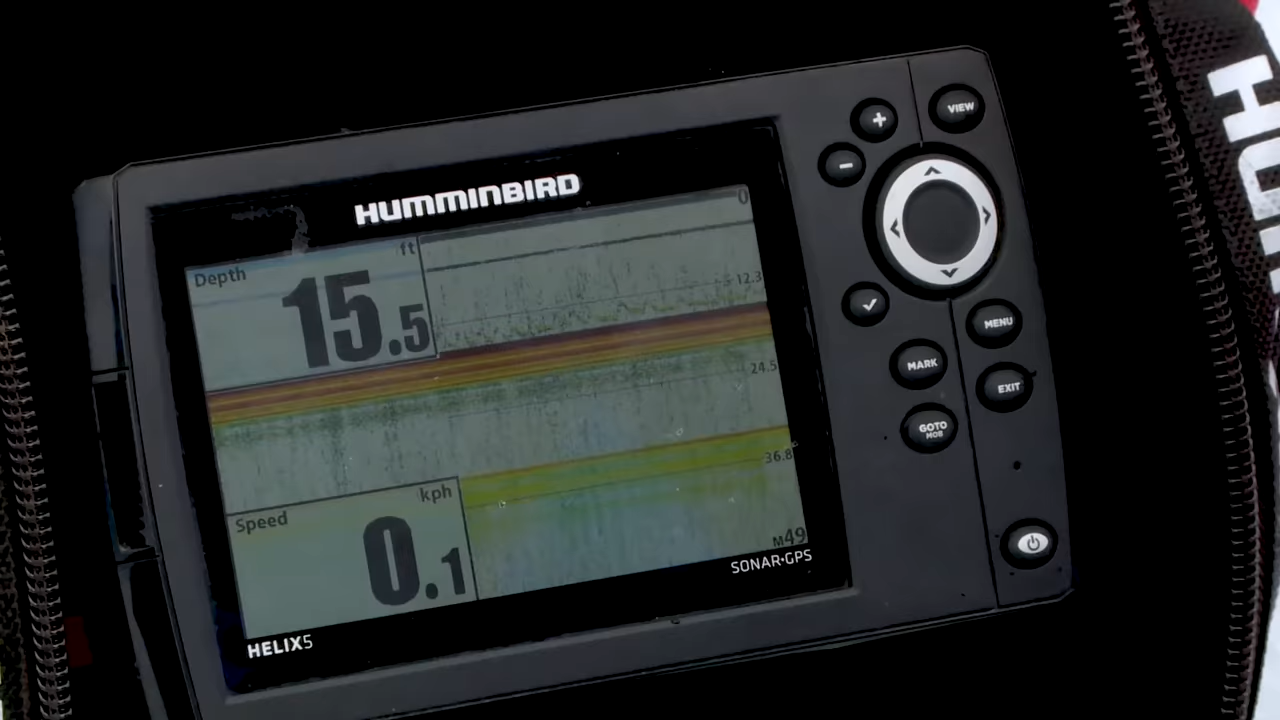 HUMMINBIRD
Depth
ft
15.5
0
12.3
24.5
36.8
M49
Speed
kph
0.1
HELIX5
SONAR·GPS
+
-
VIEW
MENU
MARK
EXIT
GOTO
MOB
HUM